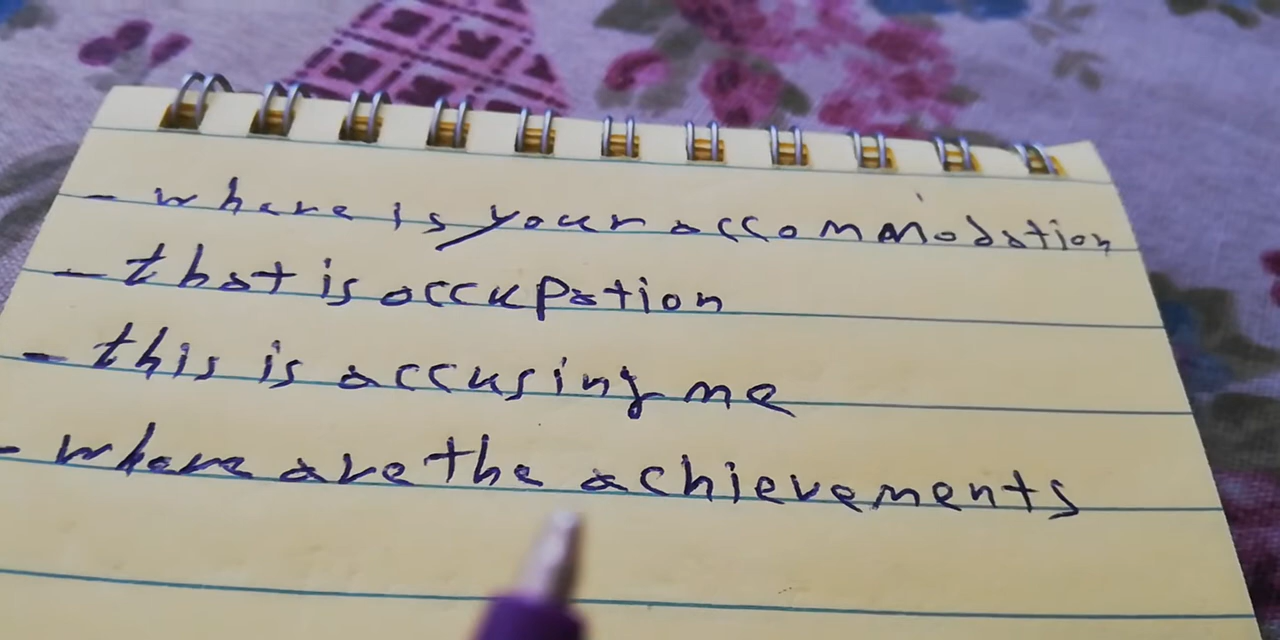 - where is your accommodation
- that is occupation
- this is accusing me
- where are the achievements